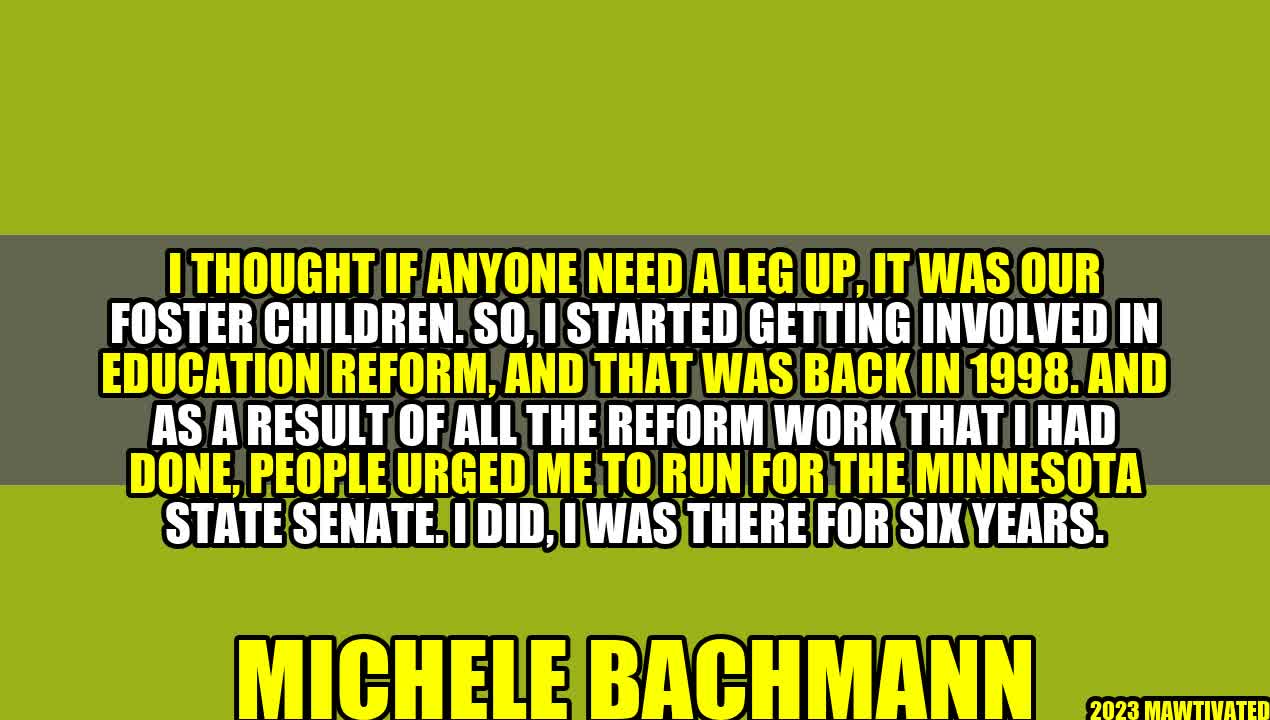 I THOUGHT IF ANYONE NEED A LEG UP, IT WAS OUR
FOSTER CHILDREN. SO, I STARTED GETTING INVOLVED IN
EDUCATION REFORM, AND THAT WAS BACK IN 1998. AND
AS A RESULT OF ALL THE REFORM WORK THAT I HAD
DONE, PEOPLE URGED ME TO RUN FOR THE MINNESOTA
STATE SENATE. I DID, I WAS THERE FOR SIX YEARS.
MICHELE BACHMANN
2023 MAWTIVATED